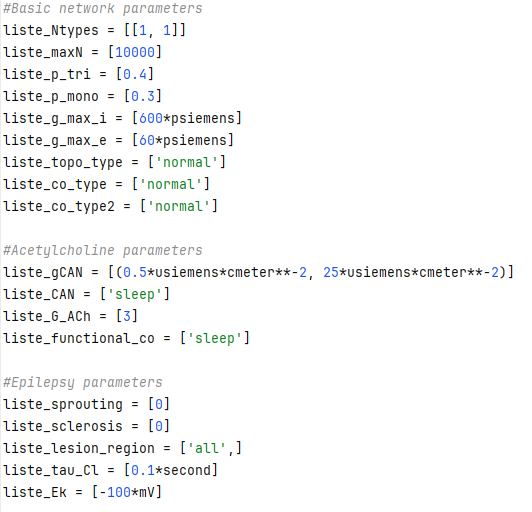 #Basic network parameters
liste_Ntypes = [[1, 1]]
liste_maxN = [10000]
liste_p_tri = [0.4]
liste_p_mono = [0.3]
liste_g_max_i = [600*psiemens]
liste_g_max_e = [60*psiemens]
liste_topo_type = ['normal']
liste_co_type = ['normal']
liste_co_type2 = ['normal']

#Acetylcholine parameters
liste_gCAN = [(0.5*usiemens*cmeter**-2, 25*usiemens*cmeter**-2)]
liste_CAN = ['sleep']
liste_G_ACh = [3]
liste_functional_co = ['sleep']

#Epilepsy parameters
liste_sprouting = [0]
liste_sclerosis = [0]
liste_lesion_region = ['all',]
liste_tau_Cl = [0.1*second]
liste_Ek = [-100*mV]